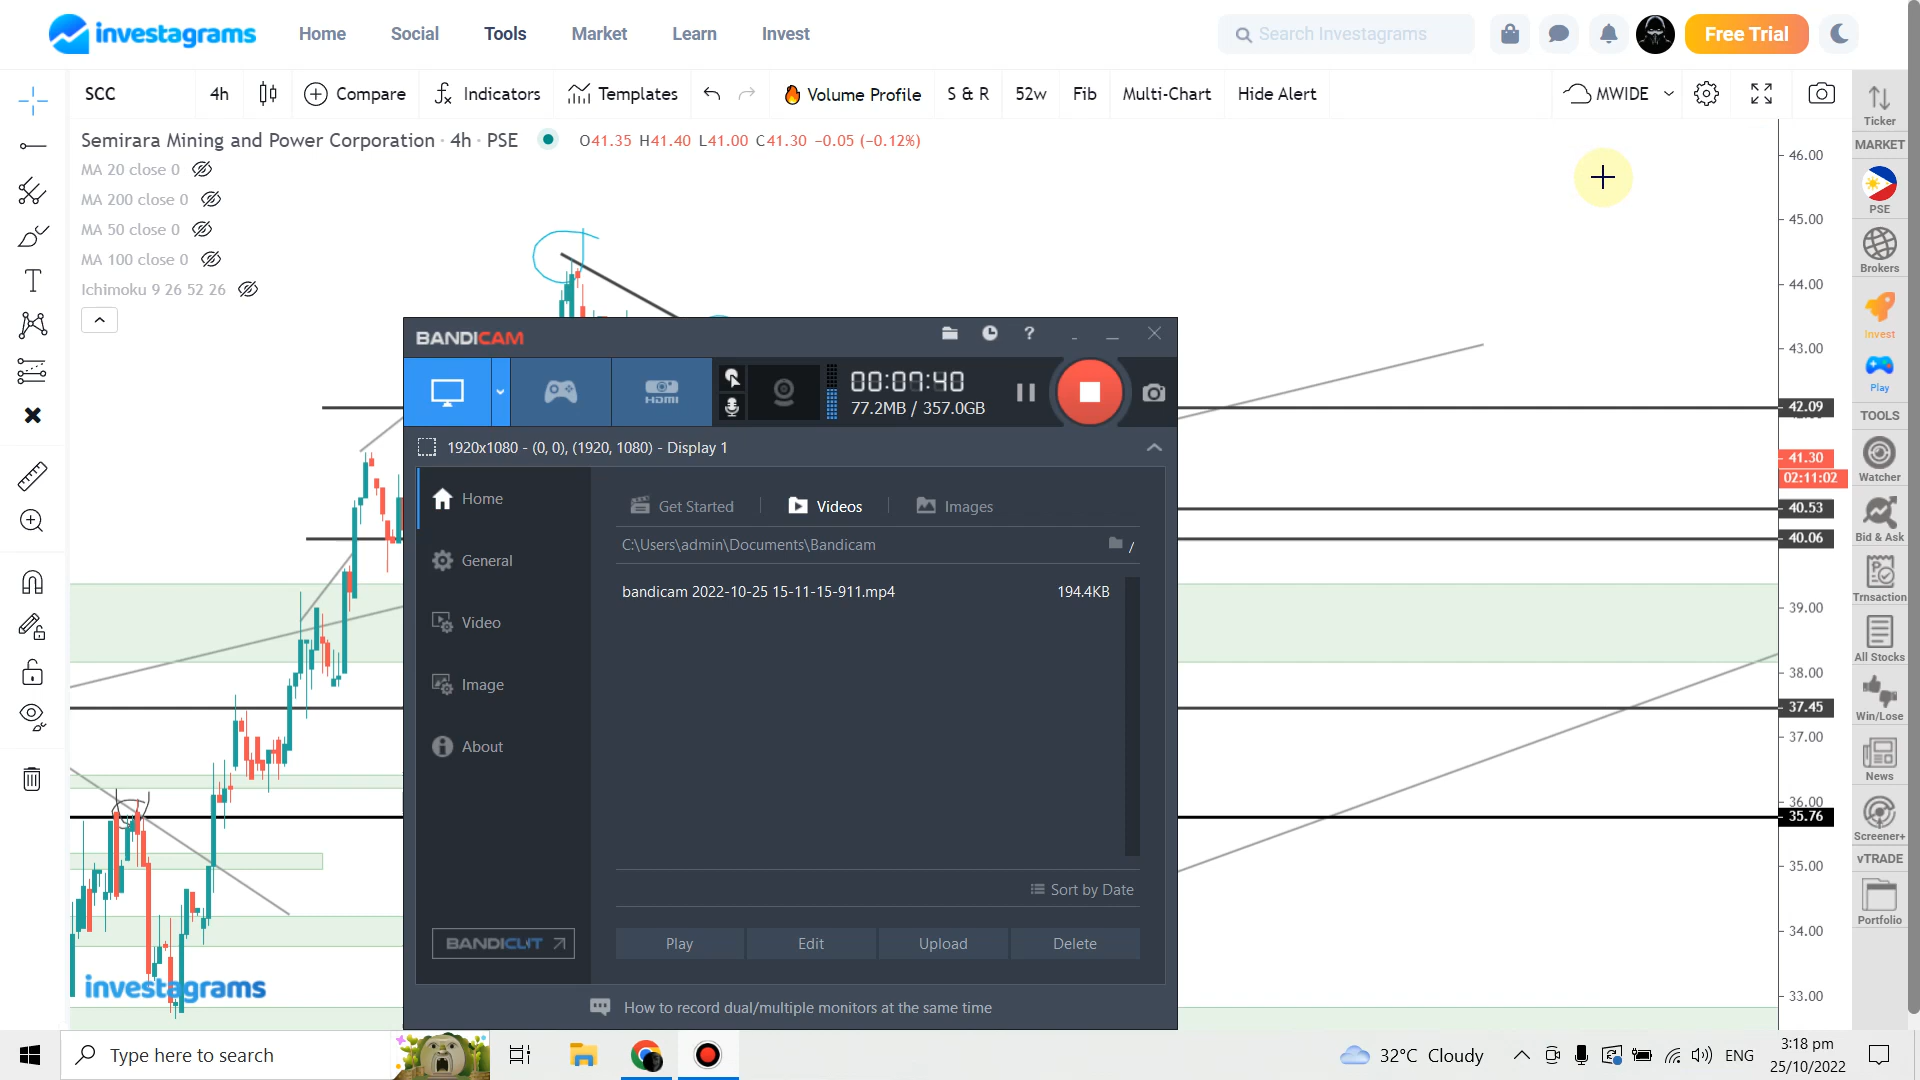 investagrams Home Social Tools Market Learn Invest Search Investagrams Free Trial
SCC 4h Compare Indicators Templates Volume Profile S & R 52w Fib Multi-Chart Hide Alert MWIDE
Semirara Mining and Power Corporation · 4h · PSE O41.35 H41.40 L41.00 C41.30 -0.05 (-0.12%)
MA 20 close 0
MA 200 close 0
MA 50 close 0
MA 100 close 0
Ichimoku 9 26 52 26
46.00
45.00
44.00
43.00
42.09
41.30
02:11:02
40.53
40.06
39.00
38.00
37.45
37.00
36.00
35.76
35.00
34.00
33.00
Ticker
MARKET
PSE
Brokers
Invest
Play
TOOLS
Watcher
Bid & Ask
Trnsaction
All Stocks
Win/Lose
News
Screener+
vTRADE
Portfolio
BANDICAM
HDMI
00:07:40
77.2MB / 357.0GB
1920x1080 - (0, 0), (1920, 1080) - Display 1
Home
General
Video
Image
About
BANDICUT
Get Started Videos Images
C:\Users\admin\Documents\Bandicam /
bandicam 2022-10-25 15-11-15-911.mp4 194.4KB
Sort by Date
Play Edit Upload Delete
How to record dual/multiple monitors at the same time
investagrams
Type here to search
32°C Cloudy
ENG
3:18 pm
25/10/2022